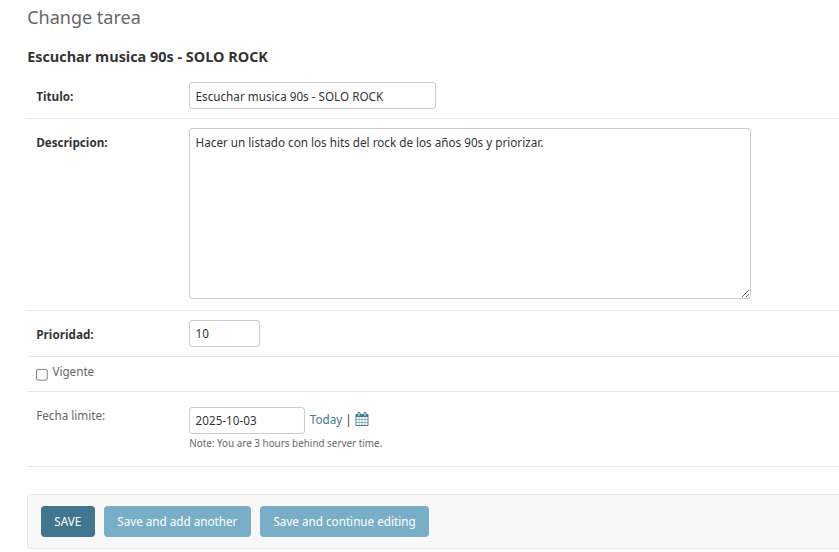 Change tarea
Escuchar musica 90s - SOLO ROCK
Titulo: Escuchar musica 90s - SOLO ROCK
Descripcion: Hacer un listado con los hits del rock de los años 90s y priorizar.
Prioridad: 10
Vigente
Fecha limite: 2025-10-03 Today |
Note: You are 3 hours behind server time.
SAVE Save and add another Save and continue editing